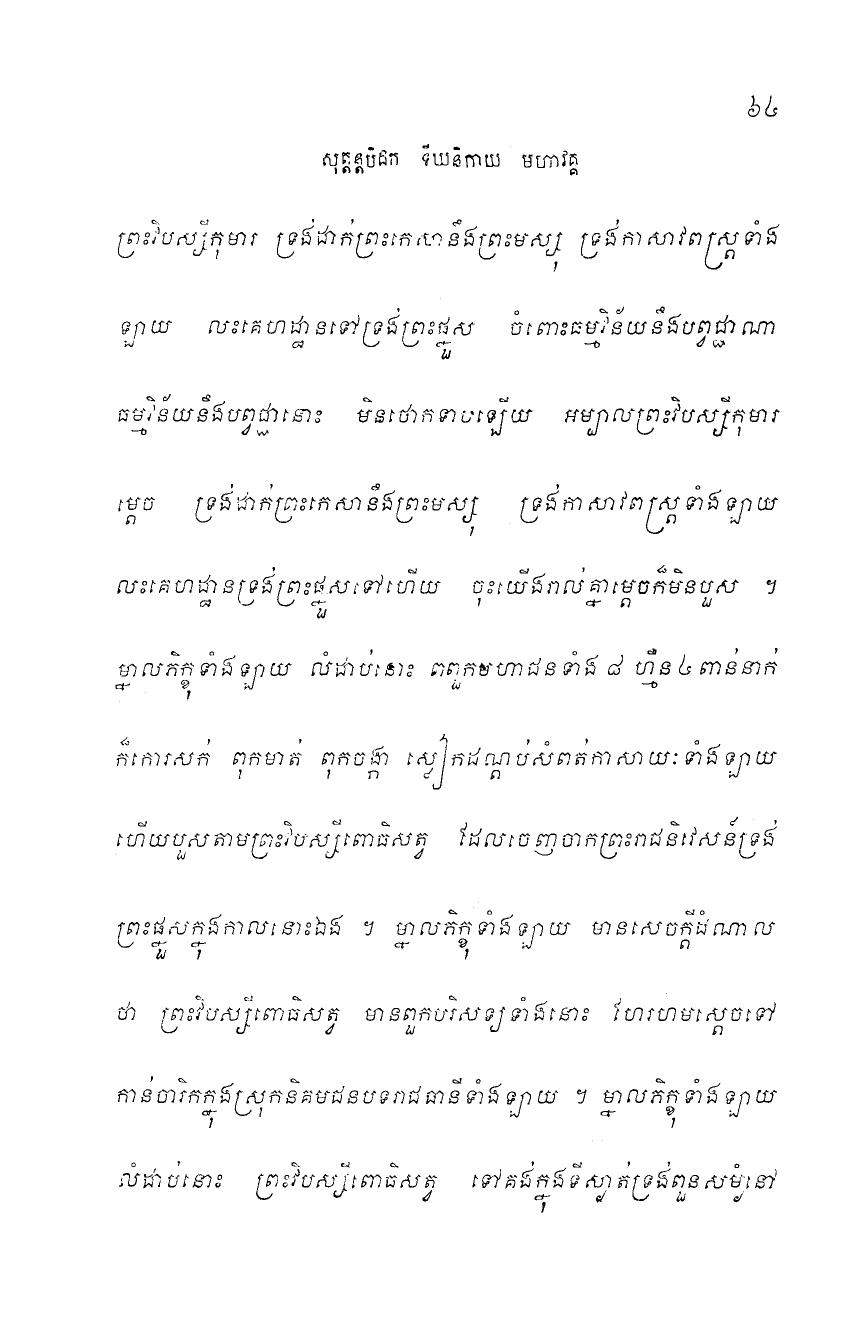 ៦៤
សុត្តន្តបិដក ទីឃនិកាយ មហាវគ្គ
ព្រះវិបស្សីកុមារ ទ្រង់ដាក់ព្រះកេសានឹងព្រះមស្សុ ទ្រង់កាសាវពស្ត្រទាំង
ឡាយ លះគេហដ្ឋានទៅទ្រង់ព្រះផ្នួស ចំពោះធម្មវិន័យនឹងបព្វជ្ជាណា
ធម្មវិន័យនឹងបព្វជ្ជានោះ មិនថោកទាបឡើយ អម្បាលព្រះវិបស្សីកុមារ
ម្តេច ទ្រង់ដាក់ព្រះកេសានឹងព្រះមស្សុ ទ្រង់កាសាវពស្ត្រទាំងឡាយ
លះគេហដ្ឋានទ្រង់ព្រះផ្នួសទៅហើយ ចុះយើងរាល់គ្នាម្តេចក៏មិនបួស ។
ម្នាលភិក្ខុទាំងឡាយ លំដាប់នោះ ពពួកមហាជនទាំង ៨ ហ្មឺន ៤ ពាន់នាក់
ក៏កោរសក់ ពុកមាត់ ពុកចង្កា ស្លៀកដណ្តប់សំពត់កាសាយៈទាំងឡាយ
ហើយបួសតាមព្រះវិបស្សីពោធិសត្វ ដែលចេញចាកព្រះរាជនិវេសន៍ទ្រង់
ព្រះផ្នួសក្នុងកាលនោះឯង ។ ម្នាលភិក្ខុទាំងឡាយ មានសេចក្តីដំណាល
ថា ព្រះវិបស្សីពោធិសត្វ មានពួកបរិសទ្យទាំងនោះ ហែរហមស្តេចទៅ
កាន់ចារិកក្នុងស្រុកនិគមជនបទរាជធានីទាំងឡាយ ។ ម្នាលភិក្ខុទាំងឡាយ
លំដាប់នោះ ព្រះវិបស្សីពោធិសត្វ ទៅគង់ក្នុងទីស្ងាត់ទ្រង់ពួនសម្ងំនៅ